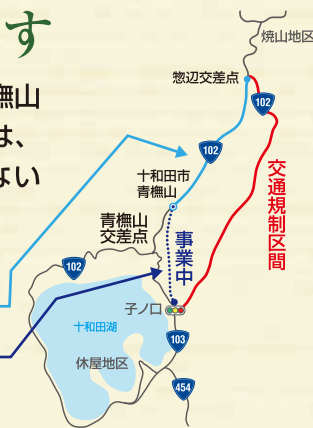 す
焼山地区
橅山
惣辺交差点
102
は、
102
ない
十和田市
青橅山
交通規制区間
青橅山
交差点
事業中
102
子ノ口
十和田湖
103
休屋地区
454